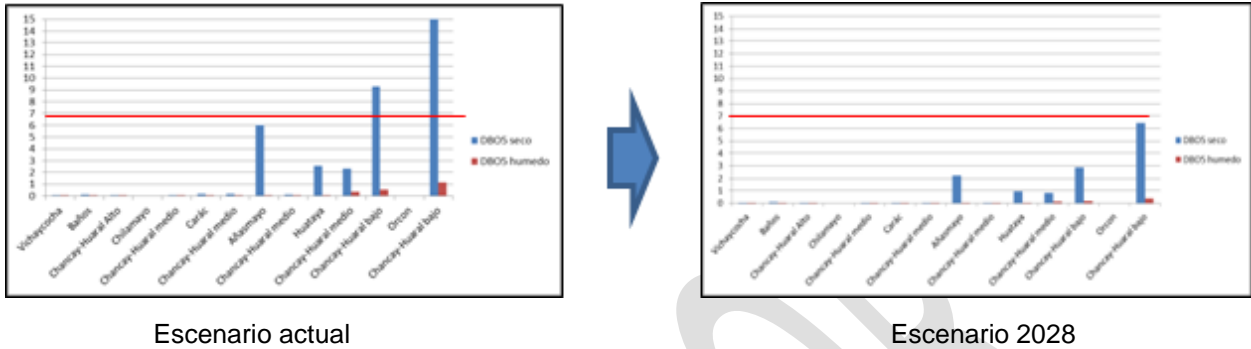 15
14
13
12
11
10
9
8
7
6
5
4
3
2
1
0
DBO5 seco
DBO5 humedo
Vichaycocha
Baños
Chancay-Huaral Alto
Chilamayo
Chancay-Huaral medio
Carác
Chancay-Huaral medio
Añasmayo
Chancay-Huaral medio
Huataya
Chancay-Huaral medio
Chancay-Huaral bajo
Orcon
Chancay-Huaral bajo
15
14
13
12
11
10
9
8
7
6
5
4
3
2
1
0
DBO5 seco
DBO5 humedo
Vichaycocha
Baños
Chancay-Huaral Alto
Chilamayo
Chancay-Huaral medio
Carác
Chancay-Huaral medio
Añasmayo
Chancay-Huaral medio
Huataya
Chancay-Huaral medio
Chancay-Huaral bajo
Orcon
Chancay-Huaral bajo
Escenario actual
Escenario 2028